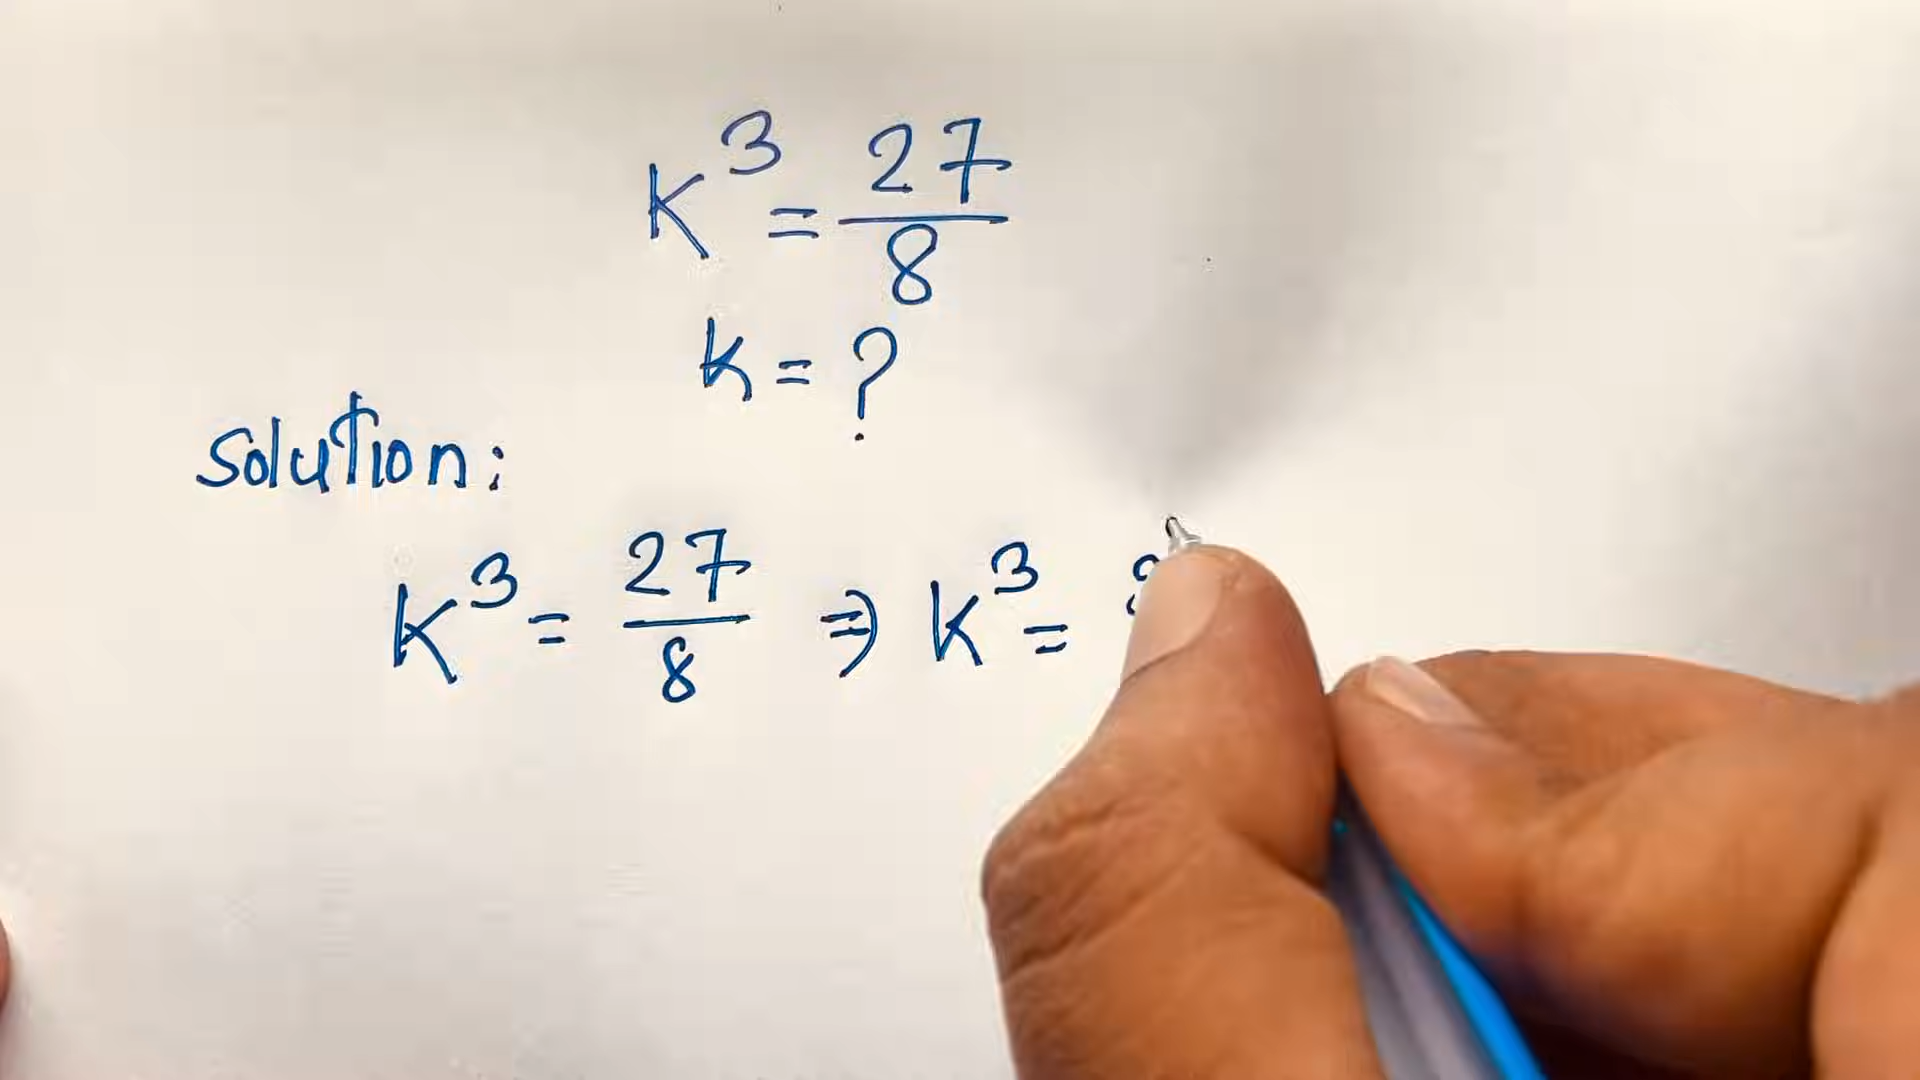 K³ = 27/8
k = ?
Solution:
K³ = 27/8 ⇒ K³ =